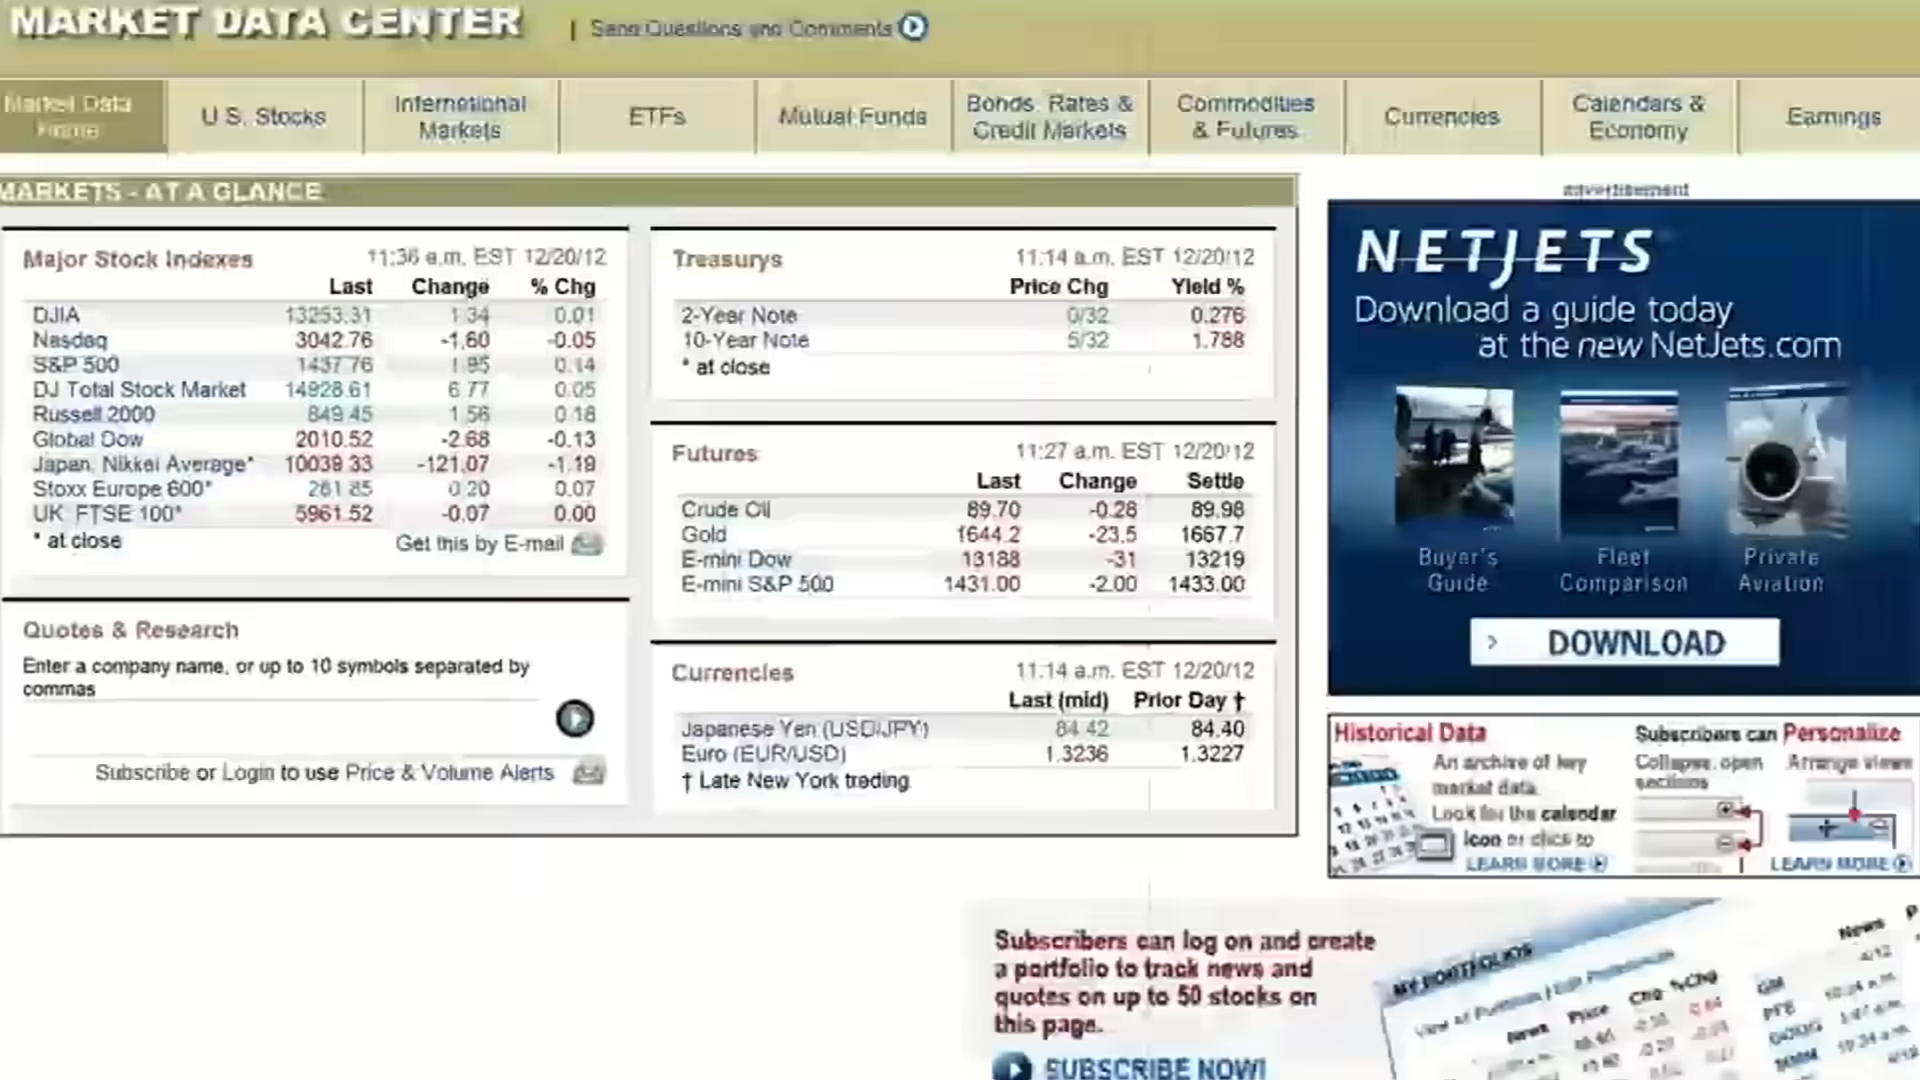 MARKET DATA CENTER
| Send Questions and Comments
Market Data
Home
U.S. Stocks
International
Markets
ETFs
Mutual Funds
Bonds, Rates &
Credit Markets
Commodities
& Futures
Currencies
Calendars &
Economy
Earnings
MARKETS - AT A GLANCE
Major Stock Indexes 11:36 a.m. EST 12/20/12
Last Change % Chg
DJIA 13253.31 1.34 0.01
Nasdaq 3042.76 -1.60 -0.05
S&P 500 1437.76 1.95 0.14
DJ Total Stock Market 14928.61 6.77 0.05
Russell 2000 849.45 1.56 0.18
Global Dow 2010.52 -2.68 -0.13
Japan: Nikkei Average* 10039.33 -121.07 -1.19
Stoxx Europe 600* 281.85 0.20 0.07
UK: FTSE 100* 5961.52 -0.07 0.00
* at close
Get this by E-mail
Quotes & Research
Enter a company name, or up to 10 symbols separated by
commas
Subscribe or Login to use Price & Volume Alerts
Treasurys 11:14 a.m. EST 12/20/12
Price Chg Yield %
2-Year Note 0/32 0.276
10-Year Note 5/32 1.788
* at close
Futures 11:27 a.m. EST 12/20/12
Last Change Settle
Crude Oil 89.70 -0.28 89.98
Gold 1644.2 -23.5 1667.7
E-mini Dow 13188 -31 13219
E-mini S&P 500 1431.00 -2.00 1433.00
Currencies 11:14 a.m. EST 12/20/12
Last (mid) Prior Day †
Japanese Yen (USD/JPY) 84.42 84.40
Euro (EUR/USD) 1.3236 1.3227
† Late New York trading
advertisement
NETJETS
Download a guide today
at the new NetJets.com
Buyer's
Guide
Fleet
Comparison
Private
Aviation
DOWNLOAD
Historical Data
An archive of key
market data.
Look for the calendar
icon or click to
LEARN MORE
Subscribers can Personalize
Collapse, open
sections
Arrange views
LEARN MORE
Subscribers can log on and create
a portfolio to track news and
quotes on up to 50 stocks on
this page.
SUBSCRIBE NOW!
MY PORTFOLIOS
News Price Chg %Chg
News
GM
PFE
GOOG